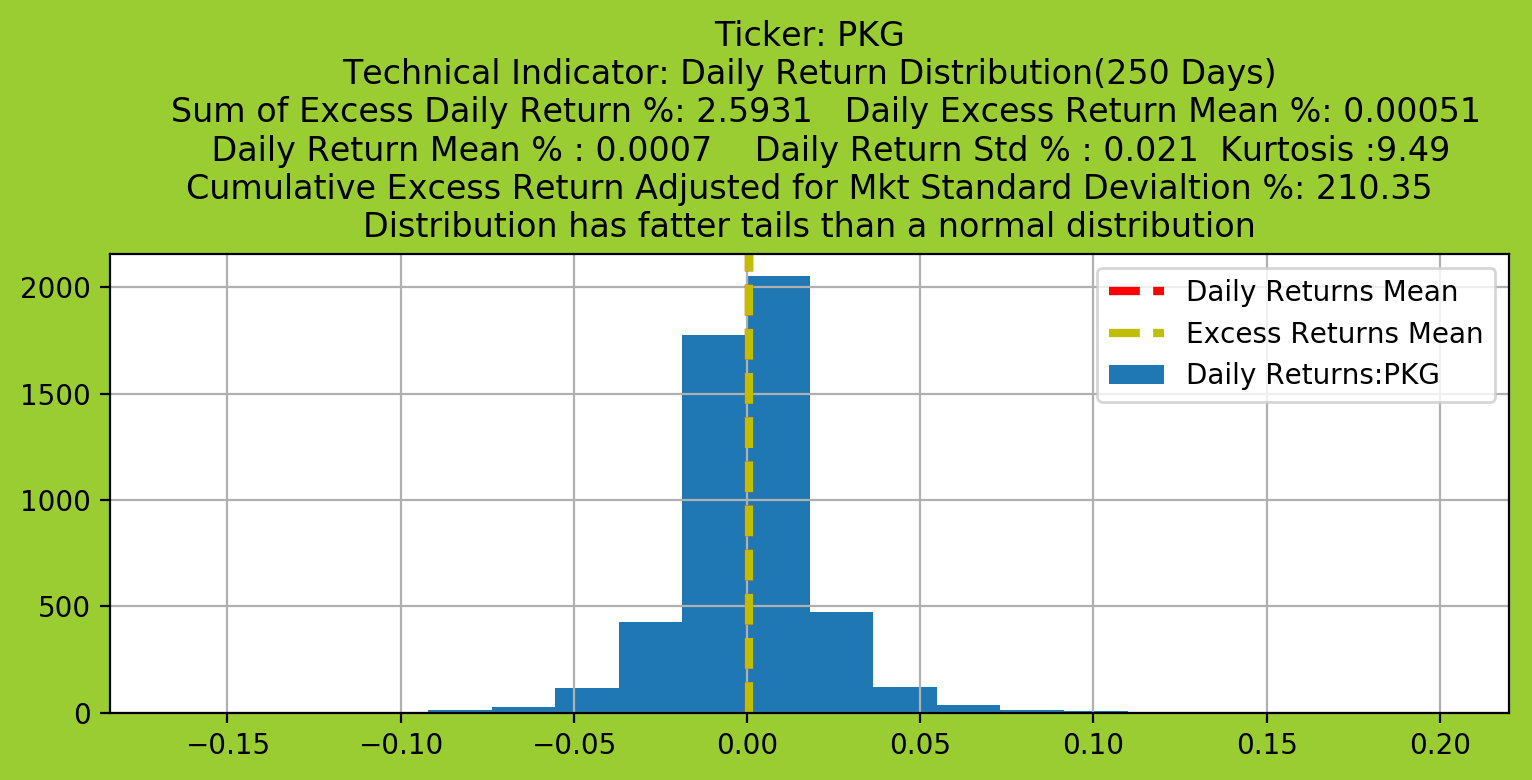 Ticker: PKG
Technical Indicator: Daily Return Distribution(250 Days)
Sum of Excess Daily Return %: 2.5931   Daily Excess Return Mean %: 0.00051
Daily Return Mean % : 0.0007    Daily Return Std % : 0.021  Kurtosis :9.49
Cumulative Excess Return Adjusted for Mkt Standard Devialtion %: 210.35
Distribution has fatter tails than a normal distribution
Daily Returns Mean
Excess Returns Mean
Daily Returns:PKG
2000
1500
1000
500
0
−0.15
−0.10
−0.05
0.00
0.05
0.10
0.15
0.20